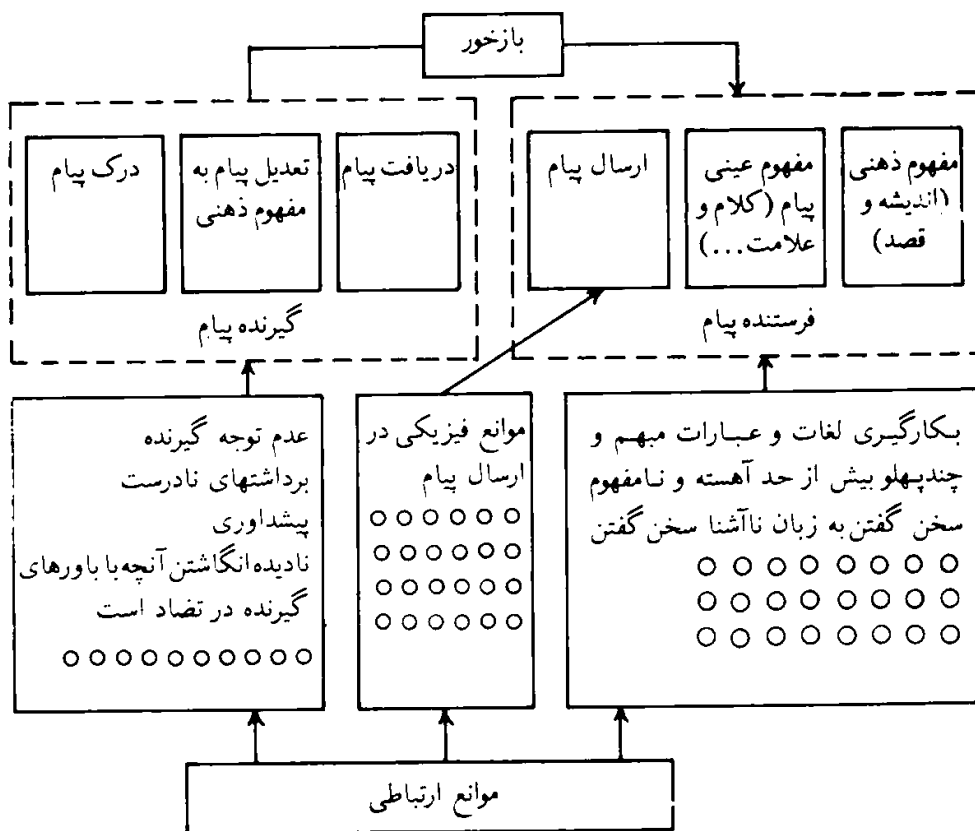 بازخور
مفهوم ذهنی
(اندیشه و
قصد)
مفهوم عینی
پیام (کلام و
علامت...)
ارسال پیام
فرستنده پیام
دریافت پیام
تعدیل پیام به
مفهوم ذهنی
درک پیام
گیرنده پیام
بکارگیری لغات و عبارات مبهم و
چندپهلو بیش از حد آهسته و نامفهوم
سخن گفتن به زبان ناآشنا سخن گفتن
موانع فیزیکی در
ارسال پیام
عدم توجه گیرنده
برداشتهای نادرست
پیشداوری
نادیده انگاشتن آنچه با باورهای
گیرنده در تضاد است
موانع ارتباطی